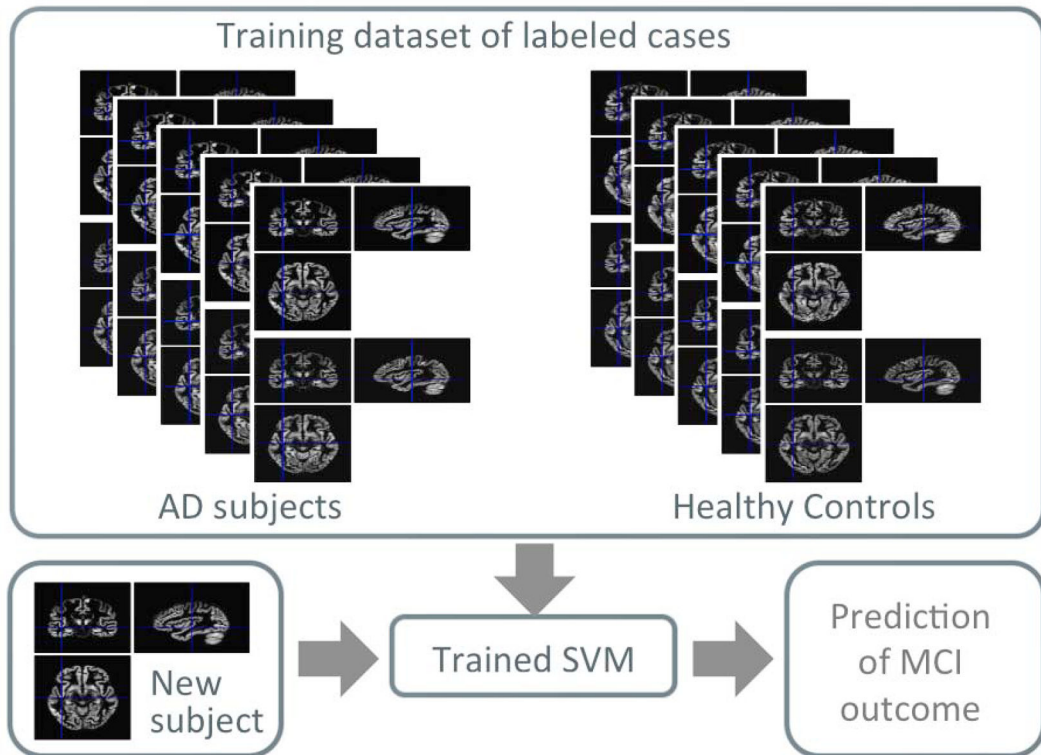 Training dataset of labeled cases
AD subjects
Healthy Controls
New
subject
Trained SVM
Prediction
of MCI
outcome